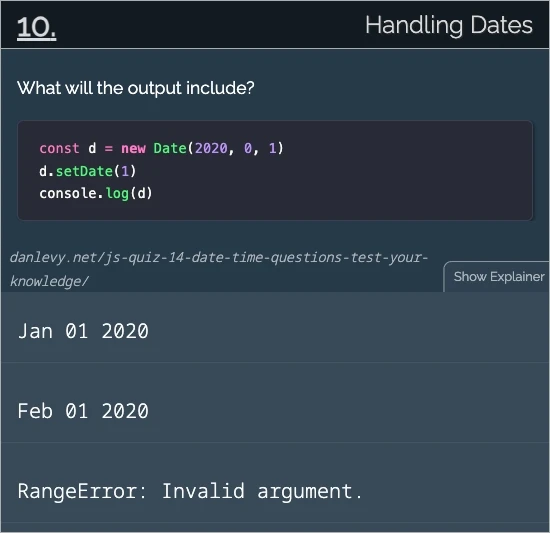 10.
Handling Dates
What will the output include?
const d = new Date(2020, 0, 1)
d.setDate(1)
console.log(d)
danlevy.net/js-quiz-14-date-time-questions-test-your-
knowledge/
Show Explainer
Jan 01 2020
Feb 01 2020
RangeError: Invalid argument.